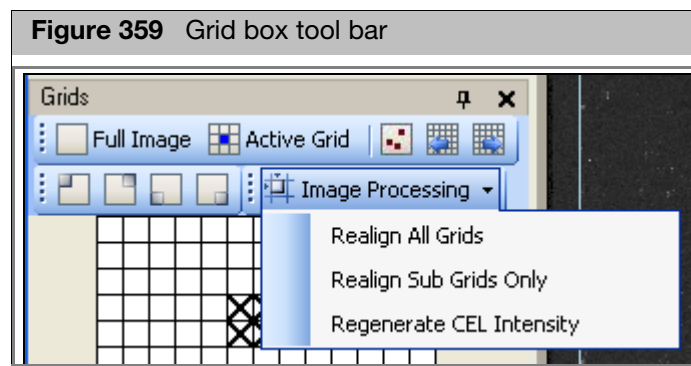 Figure 359 Grid box tool bar
Grids
Full Image Active Grid
Image Processing
Realign All Grids
Realign Sub Grids Only
Regenerate CEL Intensity